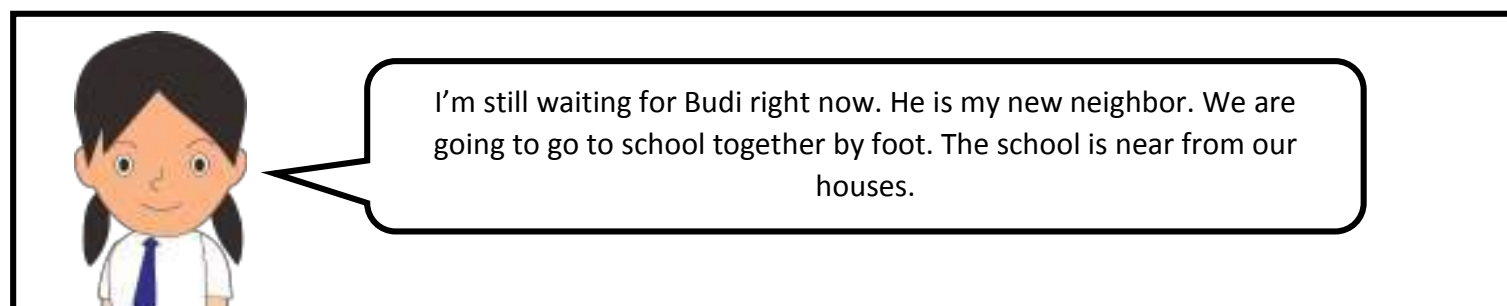 I’m still waiting for Budi right now. He is my new neighbor. We are
going to go to school together by foot. The school is near from our
houses.